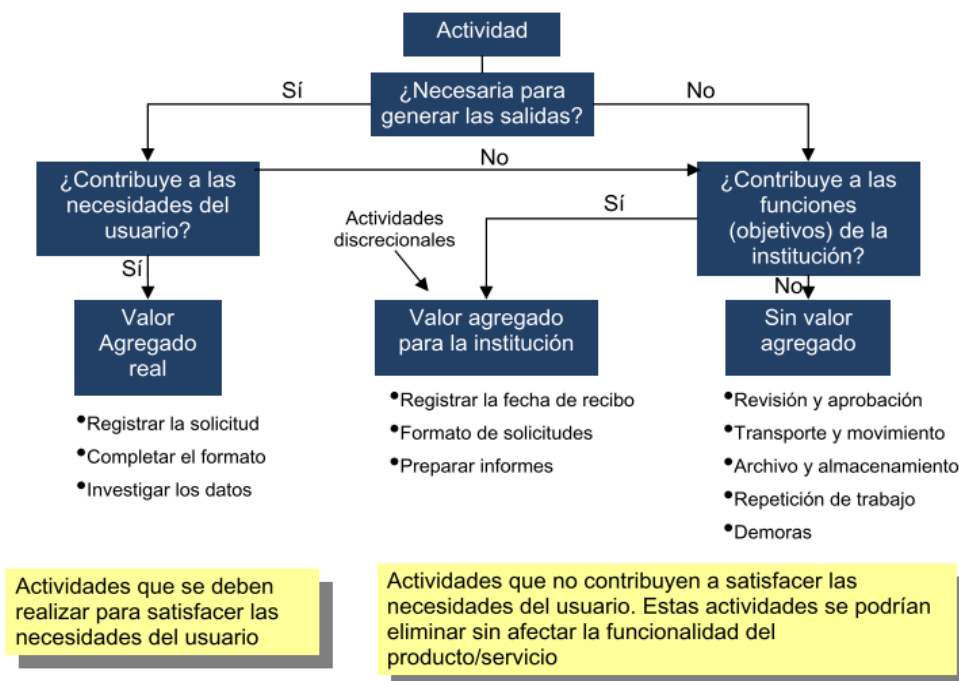 Actividad
¿Necesaria para
generar las salidas?
Sí
No
¿Contribuye a las
necesidades del
usuario?
No
¿Contribuye a las
funciones
(objetivos) de la
institución?
Sí
Actividades
discrecionales
Sí
No
Valor
Agregado
real
Valor agregado
para la institución
Sin valor
agregado
•Registrar la solicitud
•Completar el formato
•Investigar los datos
•Registrar la fecha de recibo
•Formato de solicitudes
•Preparar informes
•Revisión y aprobación
•Transporte y movimiento
•Archivo y almacenamiento
•Repetición de trabajo
•Demoras
Actividades que se deben
realizar para satisfacer las
necesidades del usuario
Actividades que no contribuyen a satisfacer las
necesidades del usuario. Estas actividades se podrían
eliminar sin afectar la funcionalidad del
producto/servicio